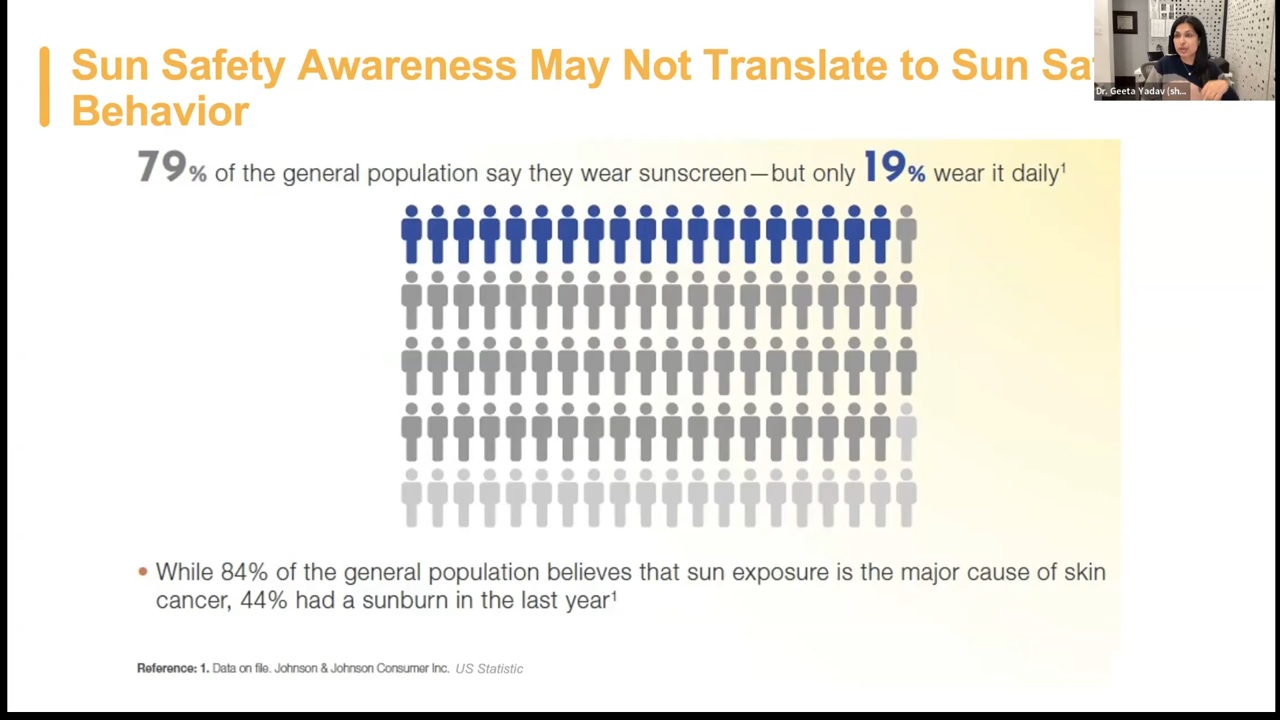 Sun Safety Awareness May Not Translate to Sun Sa
Behavior
Dr. Geeta Yadav (sh...
79% of the general population say they wear sunscreen—but only 19% wear it daily¹
• While 84% of the general population believes that sun exposure is the major cause of skin
cancer, 44% had a sunburn in the last year¹
Reference: 1. Data on file. Johnson & Johnson Consumer Inc. US Statistic